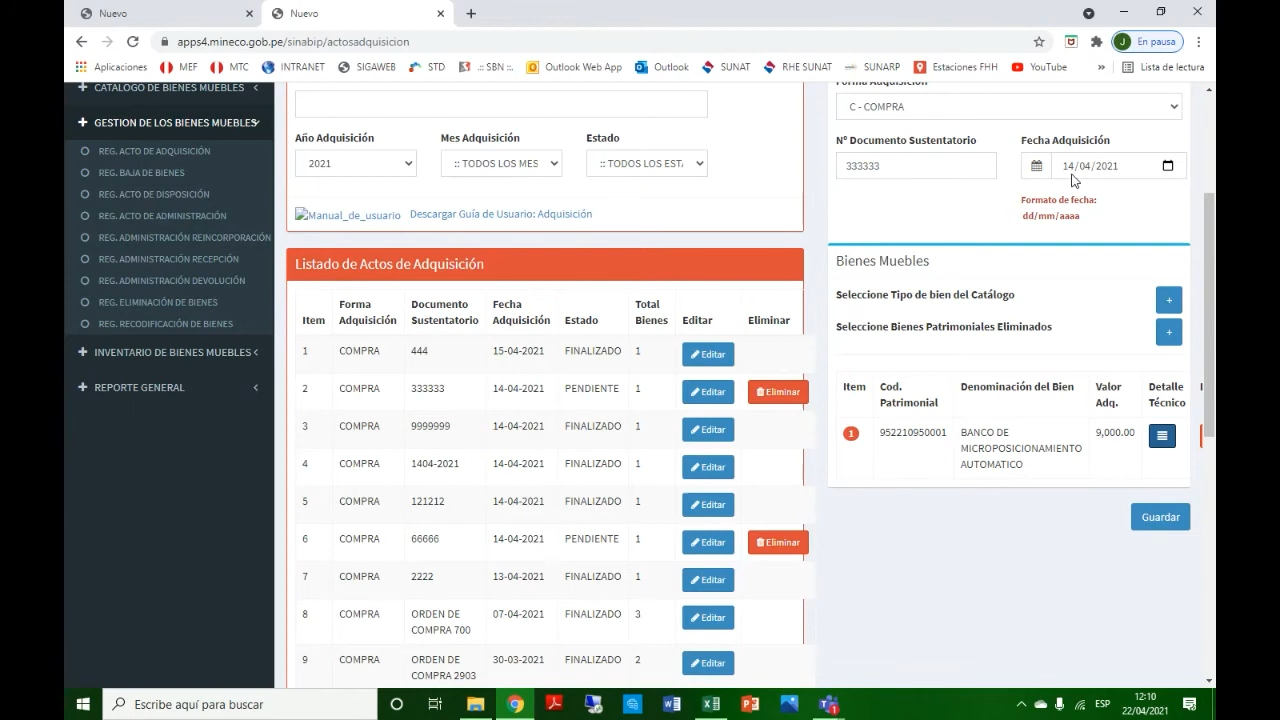 Nuevo
Nuevo
apps4.mineco.gob.pe/sinabip/actosadquisicion
J En pausa
Aplicaciones MEF MTC INTRANET SIGAWEB STD .:: SBN ::. Outlook Web App Outlook SUNAT RHE SUNAT SUNARP Estaciones FHH YouTube » Lista de lectura
CATALOGO DE BIENES MUEBLES
GESTION DE LOS BIENES MUEBLES
REG. ACTO DE ADQUISICIÓN
REG. BAJA DE BIENES
REG. ACTO DE DISPOSICIÓN
REG. ACTO DE ADMINISTRACIÓN
REG. ADMINISTRACIÓN REINCORPORACIÓN
REG. ADMINISTRACIÓN RECEPCIÓN
REG. ADMINISTRACIÓN DEVOLUCIÓN
REG. ELIMINACIÓN DE BIENES
REG. RECODIFICACIÓN DE BIENES
INVENTARIO DE BIENES MUEBLES
REPORTE GENERAL
Año Adquisición Mes Adquisición Estado
2021 :: TODOS LOS MES :: TODOS LOS EST
Manual_de_usuario Descargar Guía de Usuario: Adquisición
Listado de Actos de Adquisición
Item Forma Adquisición Documento Sustentatorio Fecha Adquisición Estado Total Bienes Editar Eliminar
1 COMPRA 444 15-04-2021 FINALIZADO 1 Editar
2 COMPRA 333333 14-04-2021 PENDIENTE 1 Editar Eliminar
3 COMPRA 9999999 14-04-2021 FINALIZADO 1 Editar
4 COMPRA 1404-2021 14-04-2021 FINALIZADO 1 Editar
5 COMPRA 121212 14-04-2021 FINALIZADO 1 Editar
6 COMPRA 66666 14-04-2021 PENDIENTE 1 Editar Eliminar
7 COMPRA 2222 13-04-2021 FINALIZADO 1 Editar
8 COMPRA ORDEN DE COMPRA 700 07-04-2021 FINALIZADO 3 Editar
9 COMPRA ORDEN DE COMPRA 2903 30-03-2021 FINALIZADO 2 Editar
Forma Adquisición
C - COMPRA
Nº Documento Sustentatorio Fecha Adquisición
333333 14/04/2021
Formato de fecha:
dd/mm/aaaa
Bienes Muebles
Seleccione Tipo de bien del Catálogo +
Seleccione Bienes Patrimoniales Eliminados +
Item Cod. Patrimonial Denominación del Bien Valor Adq. Detalle Técnico
1 952210950001 BANCO DE MICROPOSICIONAMIENTO AUTOMATICO 9,000.00
Guardar
Escribe aquí para buscar
ESP
12:10
22/04/2021